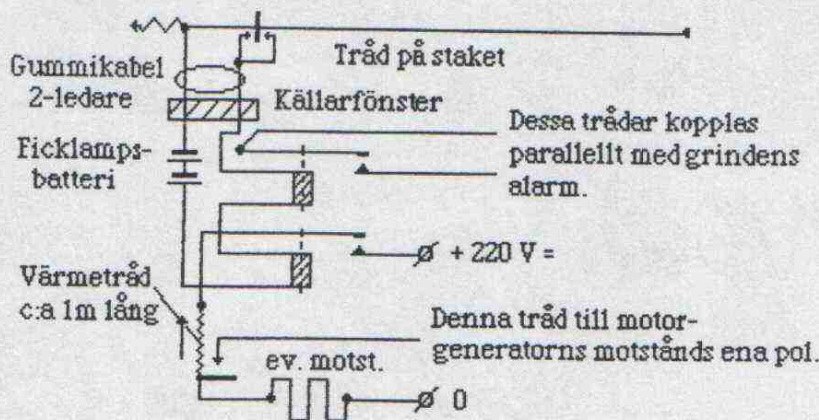 Tråd på staket
Gummikabel
2-ledare
Källarfönster
Dessa trådar kopplas
parallellt med grindens
alarm.
Ficklamps-
batteri
+ 220 V =
Värmetråd
c:a 1m lång
Denna tråd till motor-
generatorns motstånds ena pol.
ev. motst.
0